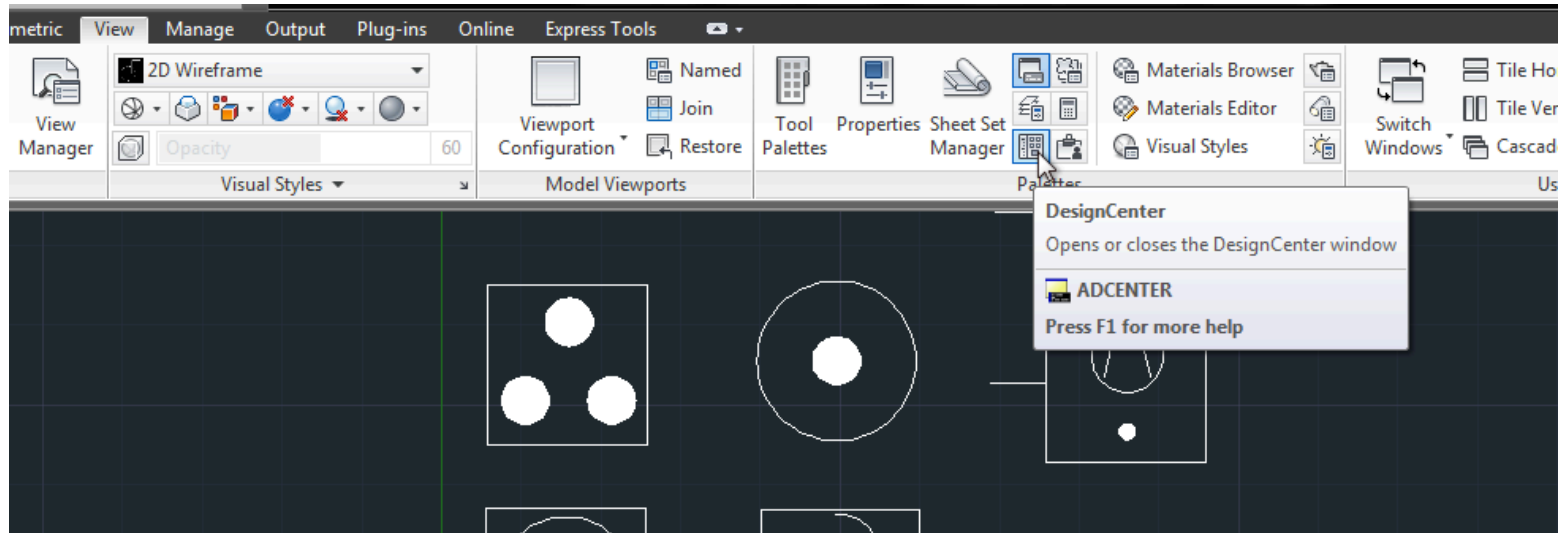 metric View Manage Output Plug-ins Online Express Tools
2D Wireframe
View
Manager
Opacity 60
Visual Styles
Viewport
Configuration
Named
Join
Restore
Model Viewports
Tool
Palettes
Properties
Sheet Set
Manager
Materials Browser
Materials Editor
Visual Styles
Palettes
Switch
Windows
Tile Ho
Tile Ver
Cascad
Us
DesignCenter
Opens or closes the DesignCenter window
ADCENTER
Press F1 for more help